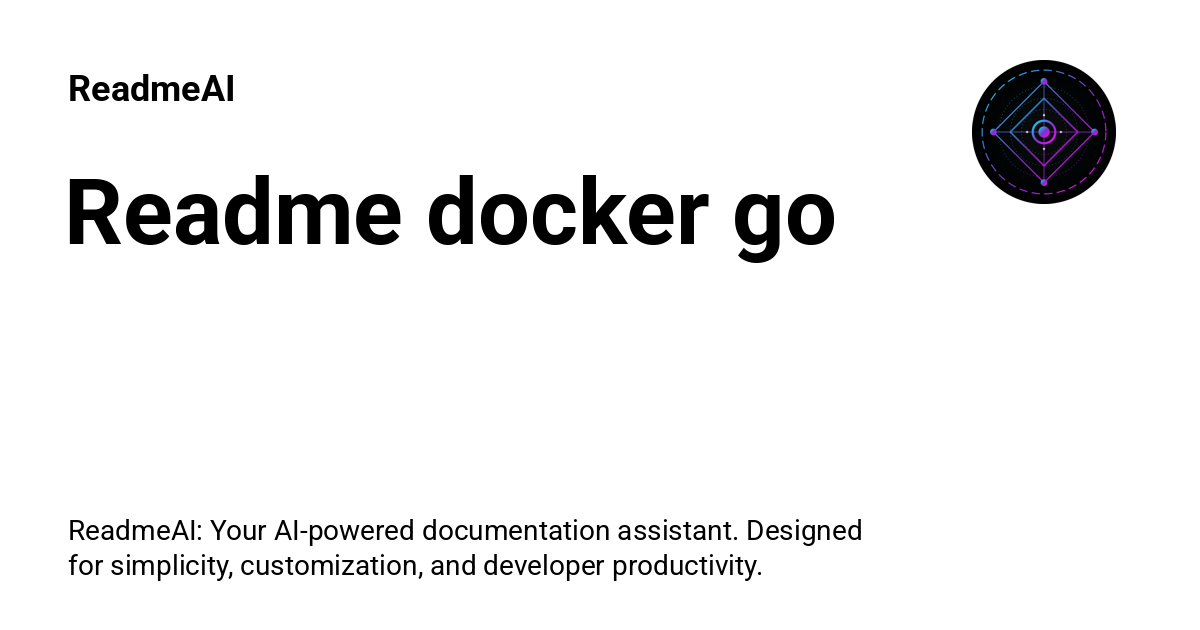 ReadmeAI
Readme docker go
ReadmeAI: Your AI-powered documentation assistant. Designed
for simplicity, customization, and developer productivity.